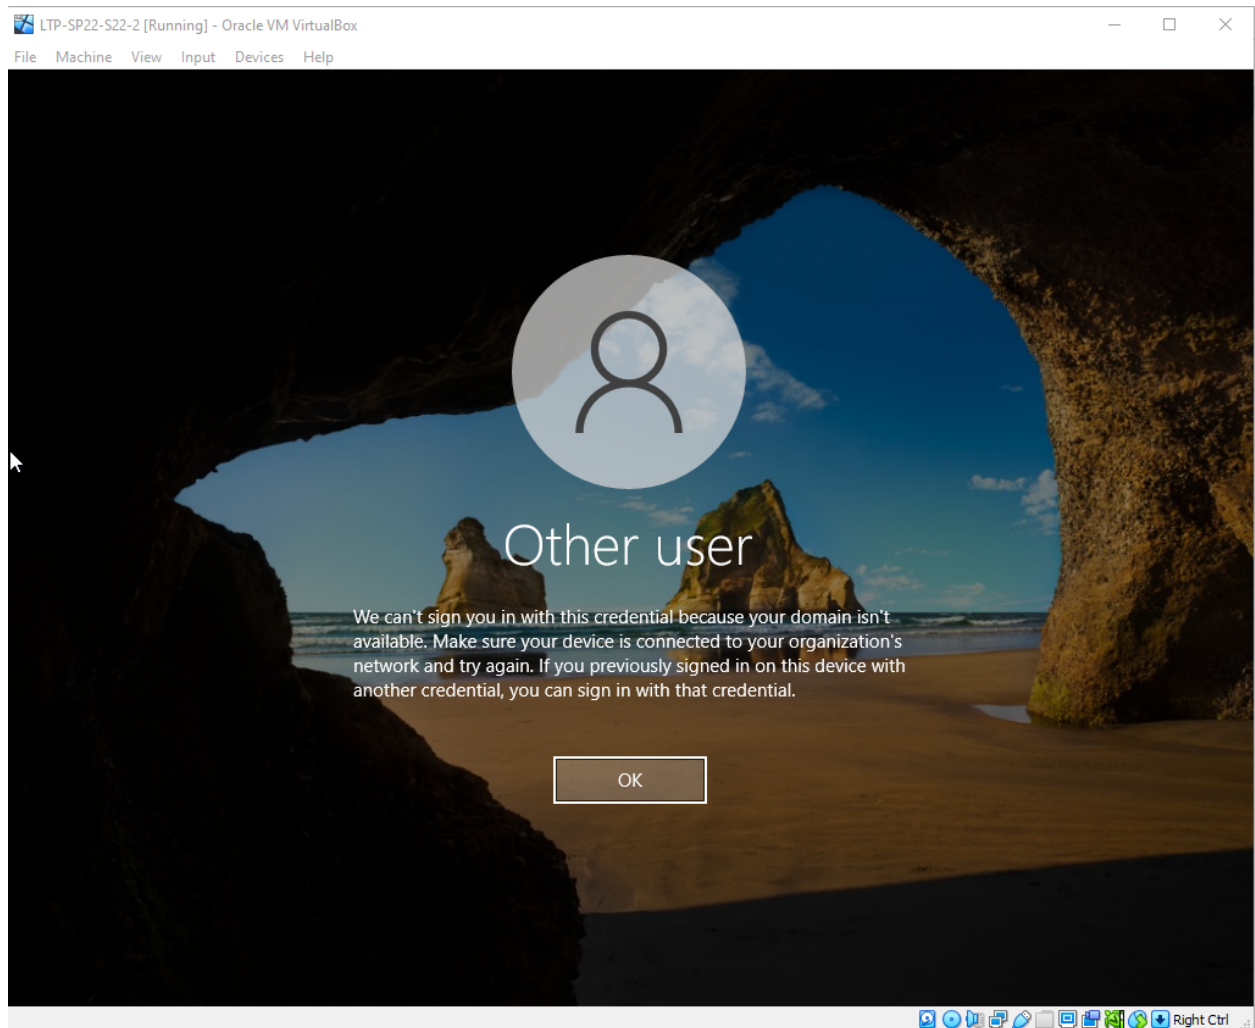 LTP-SP22-S22-2 [Running] - Oracle VM VirtualBox
File Machine View Input Devices Help
Other user
We can't sign you in with this credential because your domain isn't
available. Make sure your device is connected to your organization's
network and try again. If you previously signed in on this device with
another credential, you can sign in with that credential.
OK
Right Ctrl